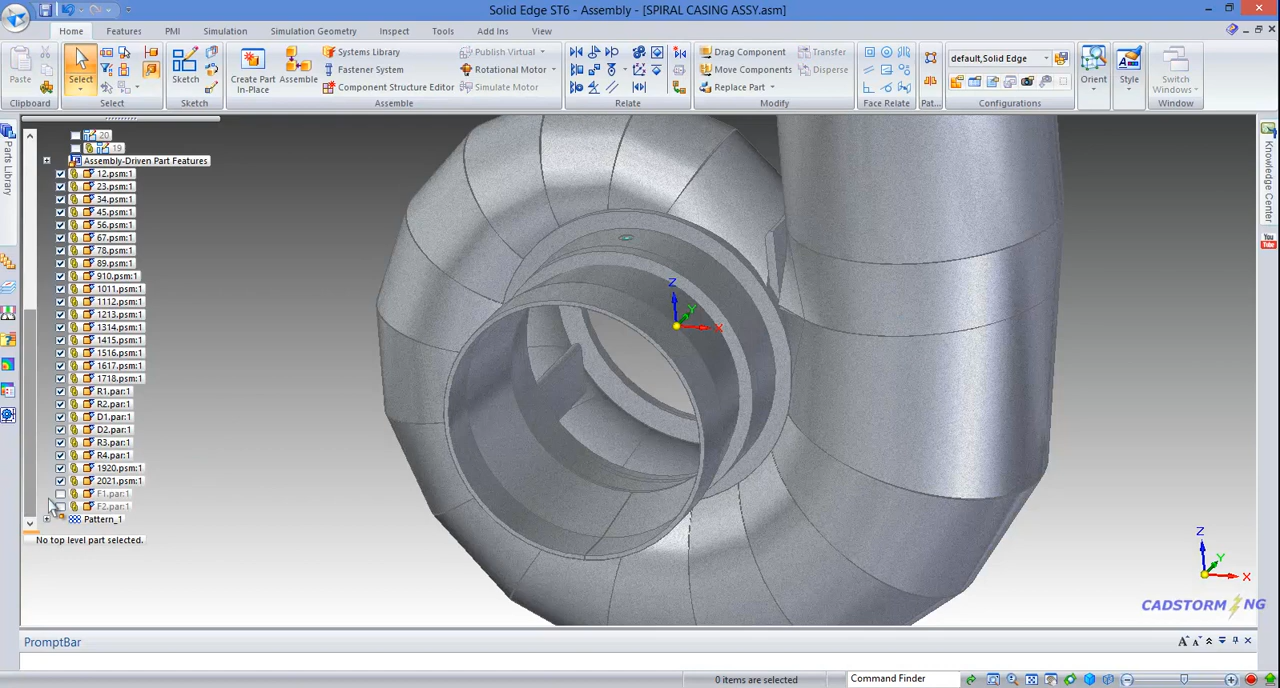 Solid Edge ST6 - Assembly - [SPIRAL CASING ASSY.asm]
Home Features PMI Simulation Simulation Geometry Inspect Tools Add Ins View
Paste
Clipboard
Select
Select
Sketch
Sketch
Create Part In-Place
Assemble
Systems Library
Fastener System
Component Structure Editor
Publish Virtual
Rotational Motor
Simulate Motor
Assemble
Relate
Drag Component
Move Components
Replace Part
Transfer
Disperse
Modify
Face Relate
Pat...
default,Solid Edge
Configurations
Orient
Style
Switch Windows
Window
Parts Library
Knowledge Center
You Tube
20
19
Assembly-Driven Part Features
12.psm:1
23.psm:1
34.psm:1
45.psm:1
56.psm:1
67.psm:1
78.psm:1
89.psm:1
910.psm:1
1011.psm:1
1112.psm:1
1213.psm:1
1314.psm:1
1415.psm:1
1516.psm:1
1617.psm:1
1718.psm:1
R1.par:1
R2.par:1
D1.par:1
D2.par:1
R3.par:1
R4.par:1
1920.psm:1
2021.psm:1
F1.par:1
F2.par:1
Pattern_1
No top level part selected.
Z
Y
X
Z
Y
X
CADSTORMING
PromptBar
0 items are selected
Command Finder